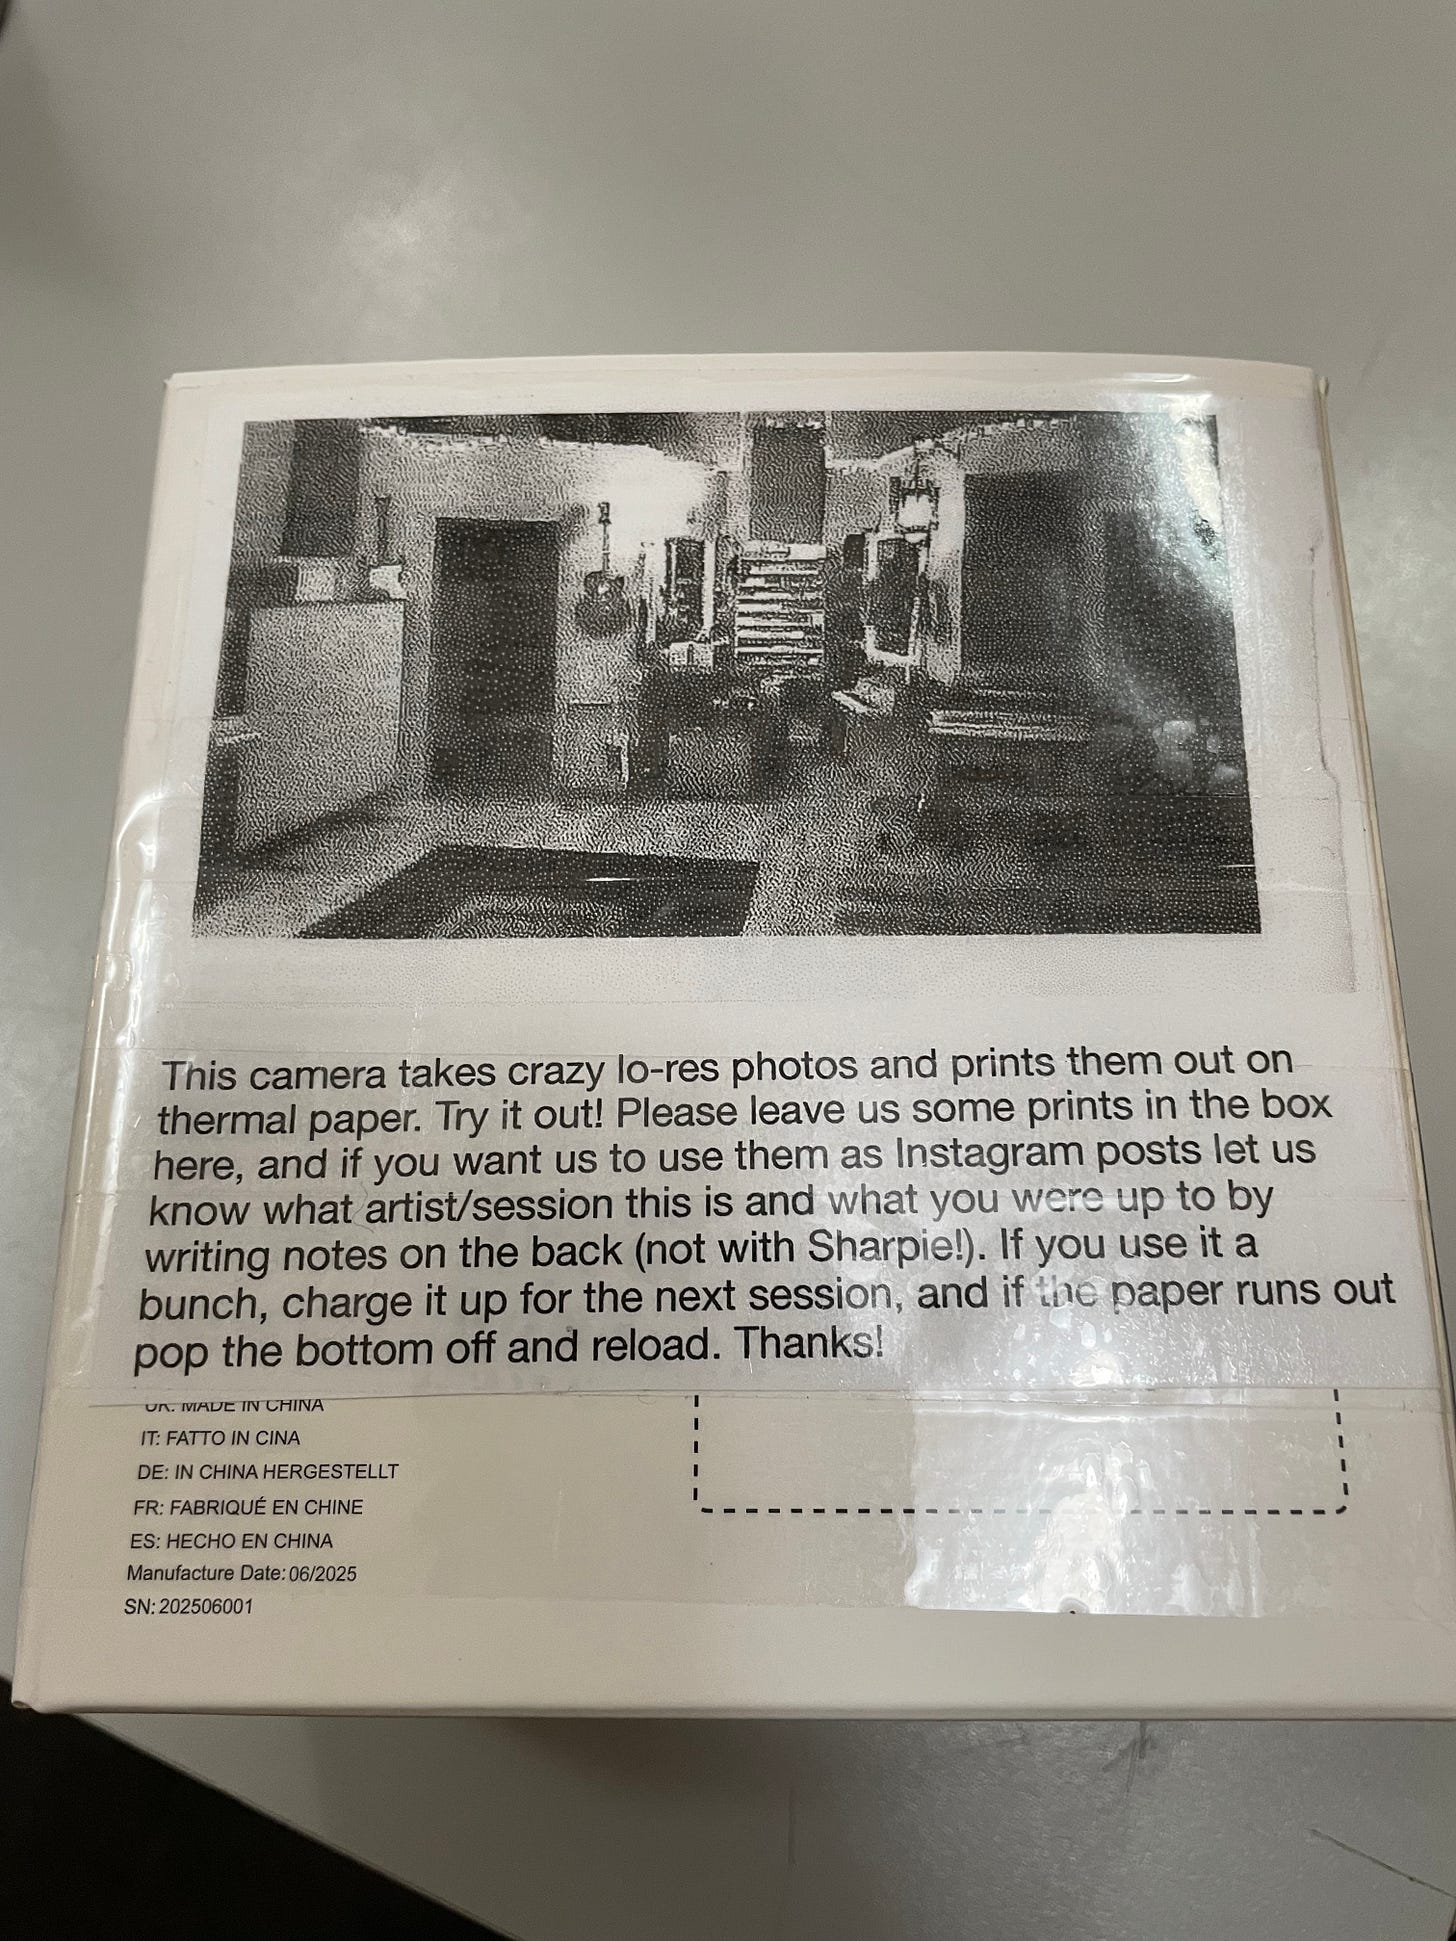 This camera takes crazy lo-res photos and prints them out on
thermal paper. Try it out! Please leave us some prints in the box
here, and if you want us to use them as Instagram posts let us
know what artist/session this is and what you were up to by
writing notes on the back (not with Sharpie!). If you use it a
bunch, charge it up for the next session, and if the paper runs out
pop the bottom off and reload. Thanks!
UK: MADE IN CHINA
IT: FATTO IN CINA
DE: IN CHINA HERGESTELLT
FR: FABRIQUÉ EN CHINE
ES: HECHO EN CHINA
Manufacture Date: 06/2025
SN: 202506001